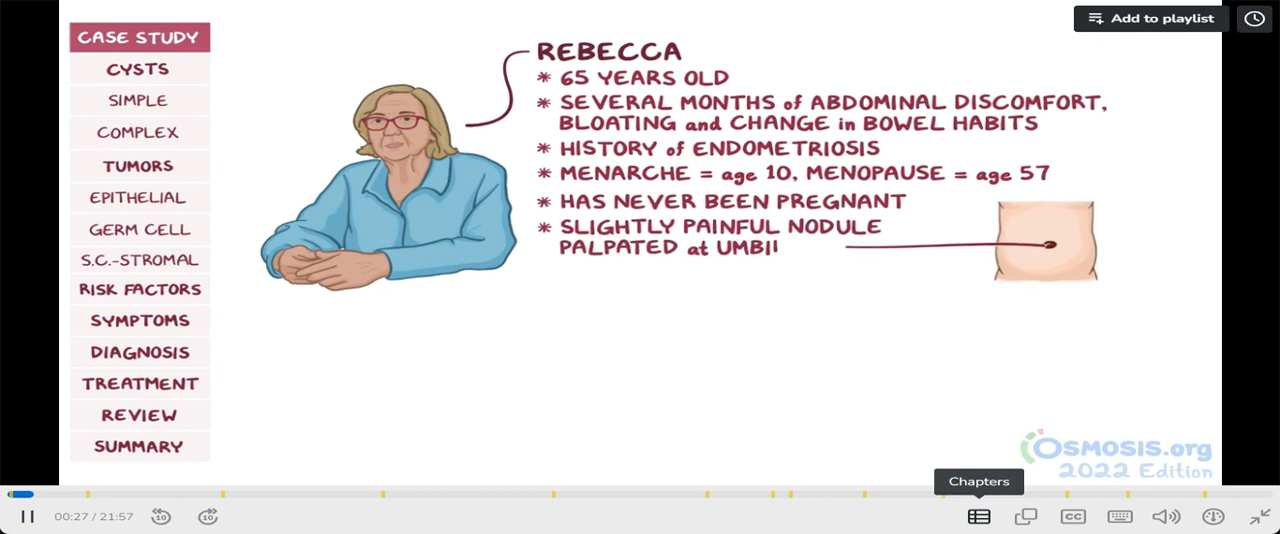 Add to playlist
CASE STUDY
CYSTS
SIMPLE
COMPLEX
TUMORS
EPITHELIAL
GERM CELL
S.C.-STROMAL
RISK FACTORS
SYMPTOMS
DIAGNOSIS
TREATMENT
REVIEW
SUMMARY
REBECCA
* 65 YEARS OLD
* SEVERAL MONTHS of ABDOMINAL DISCOMFORT,
BLOATING and CHANGE in BOWEL HABITS
* HISTORY of ENDOMETRIOSIS
* MENARCHE = age 10, MENOPAUSE = age 57
* HAS NEVER BEEN PREGNANT
* SLIGHTLY PAINFUL NODULE
PALPATED at UMBI
OSMOSIS.org
2022 Edition
Chapters
00:27 / 21:57
10
10
CC